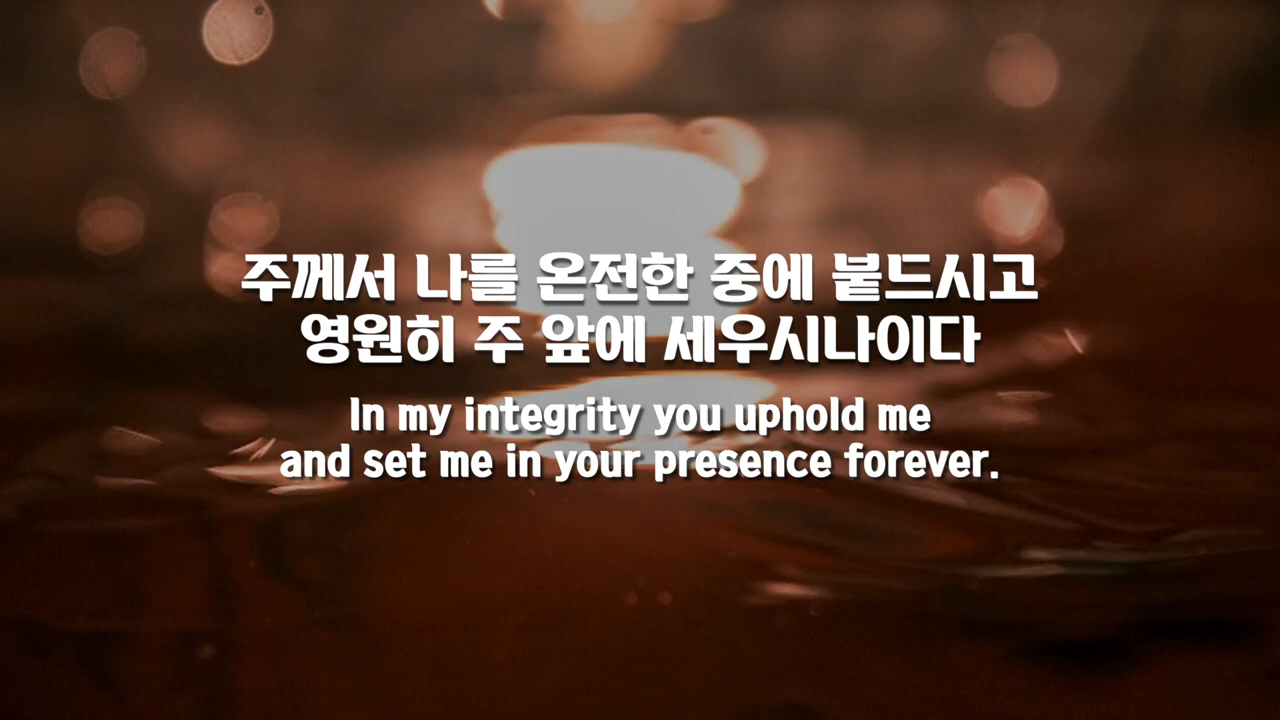 주께서 나를 온전한 중에 붙드시고
영원히 주 앞에 세우시나이다
In my integrity you uphold me
and set me in your presence forever.